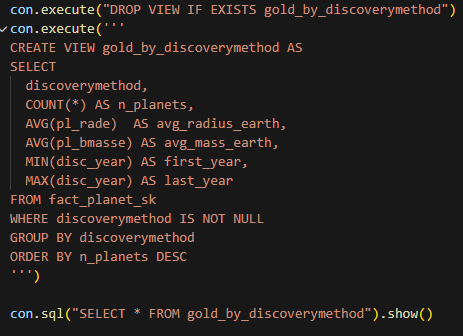 con.execute("DROP VIEW IF EXISTS gold_by_discoverymethod")
con.execute('''
CREATE VIEW gold_by_discoverymethod AS
SELECT
  discoverymethod,
  COUNT(*) AS n_planets,
  AVG(pl_rade)  AS avg_radius_earth,
  AVG(pl_bmasse) AS avg_mass_earth,
  MIN(disc_year) AS first_year,
  MAX(disc_year) AS last_year
FROM fact_planet_sk
WHERE discoverymethod IS NOT NULL
GROUP BY discoverymethod
ORDER BY n_planets DESC
''')

con.sql("SELECT * FROM gold_by_discoverymethod").show()